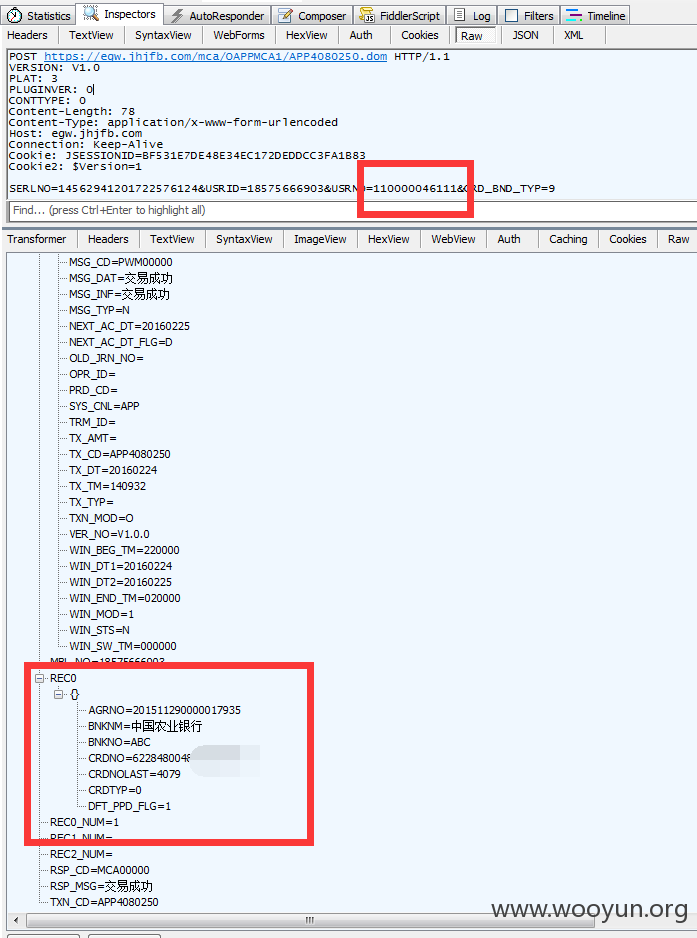 Statistics Inspectors AutoResponder Composer FiddlerScript Log Filters Timeline
Headers TextView SyntaxView WebForms HexView Auth Cookies Raw JSON XML
POST https://egw.jhjfb.com/mca/OAPPMCA1/APP4080250.dom HTTP/1.1
VERSION: V1.0
PLAT: 3
PLUGINVER: 0
CONTTYPE: 0
Content-Length: 78
Content-Type: application/x-www-form-urlencoded
Host: egw.jhjfb.com
Connection: Keep-Alive
Cookie: JSESSIONID=BF531E7DE48E34EC172DEDDCC3FA1B83
Cookie2: $Version=1
SERLNO=14562941201722576124&USRID=18575666903&USRNO=110000046111&CRD_BND_TYP=9
Find... (press Ctrl+Enter to highlight all)
Transformer Headers TextView SyntaxView ImageView HexView WebView Auth Caching Cookies Raw
MSG_CD=PWM00000
MSG_DAT=交易成功
MSG_INF=交易成功
MSG_TYP=N
NEXT_AC_DT=20160225
NEXT_AC_DT_FLG=D
OLD_JRN_NO=
OPR_ID=
PRD_CD=
SYS_CNL=APP
TRM_ID=
TX_AMT=
TX_CD=APP4080250
TX_DT=20160224
TX_TM=140932
TX_TYP=
TXN_MOD=O
VER_NO=V1.0.0
WIN_BEG_TM=220000
WIN_DT1=20160224
WIN_DT2=20160225
WIN_END_TM=020000
WIN_MOD=1
WIN_STS=N
WIN_SW_TM=000000
MBL_NO=18575666903
REC0
{}
AGRNO=201511290000017935
BNKNM=中国农业银行
BNKNO=ABC
CRDNO=6228480048
CRDNOLAST=4079
CRDTYP=0
DFT_PPD_FLG=1
REC0_NUM=1
REC1_NUM=
REC2_NUM=
RSP_CD=MCA00000
RSP_MSG=交易成功
TXN_CD=APP4080250
www.wooyun.org